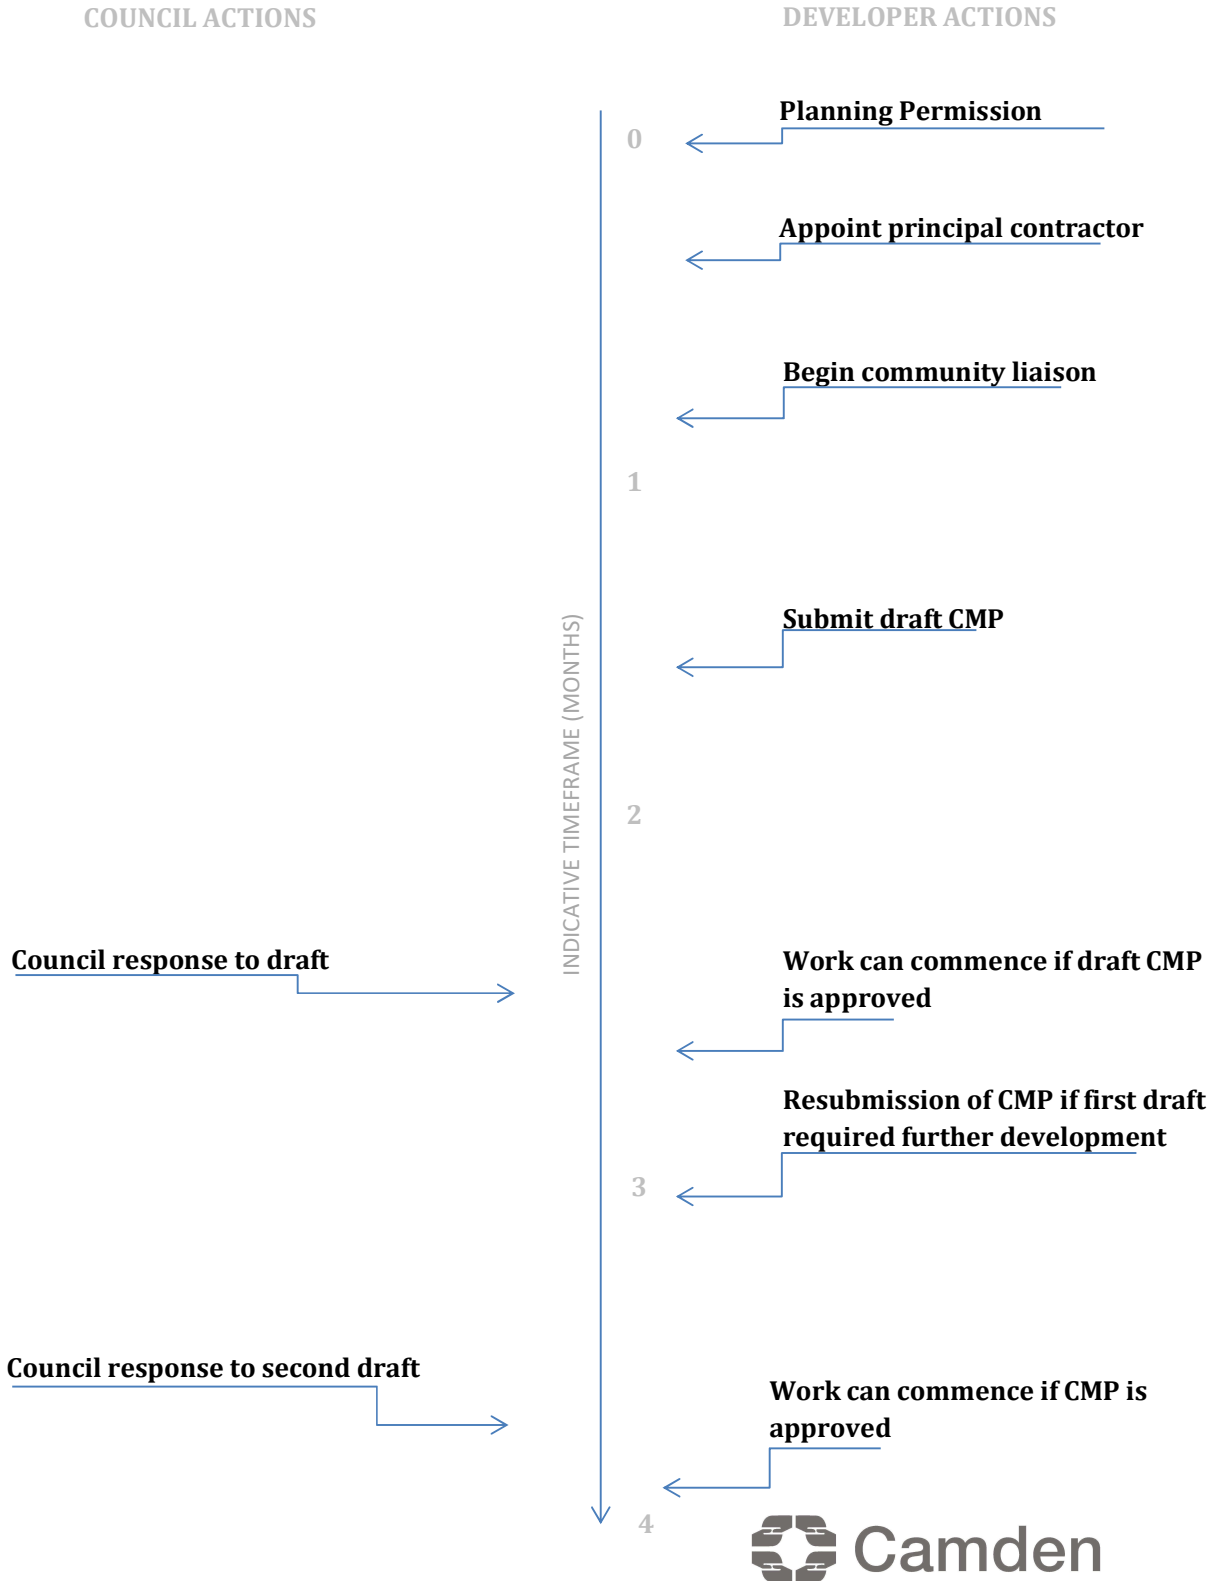 COUNCIL ACTIONS
DEVELOPER ACTIONS
Planning Permission
0
Appoint principal contractor
Begin community liaison
1
Submit draft CMP
INDICATIVE TIMEFRAME (MONTHS)
2
Council response to draft
Work can commence if draft CMP
is approved
Resubmission of CMP if first draft
required further development
3
Council response to second draft
Work can commence if CMP is
approved
4
Camden